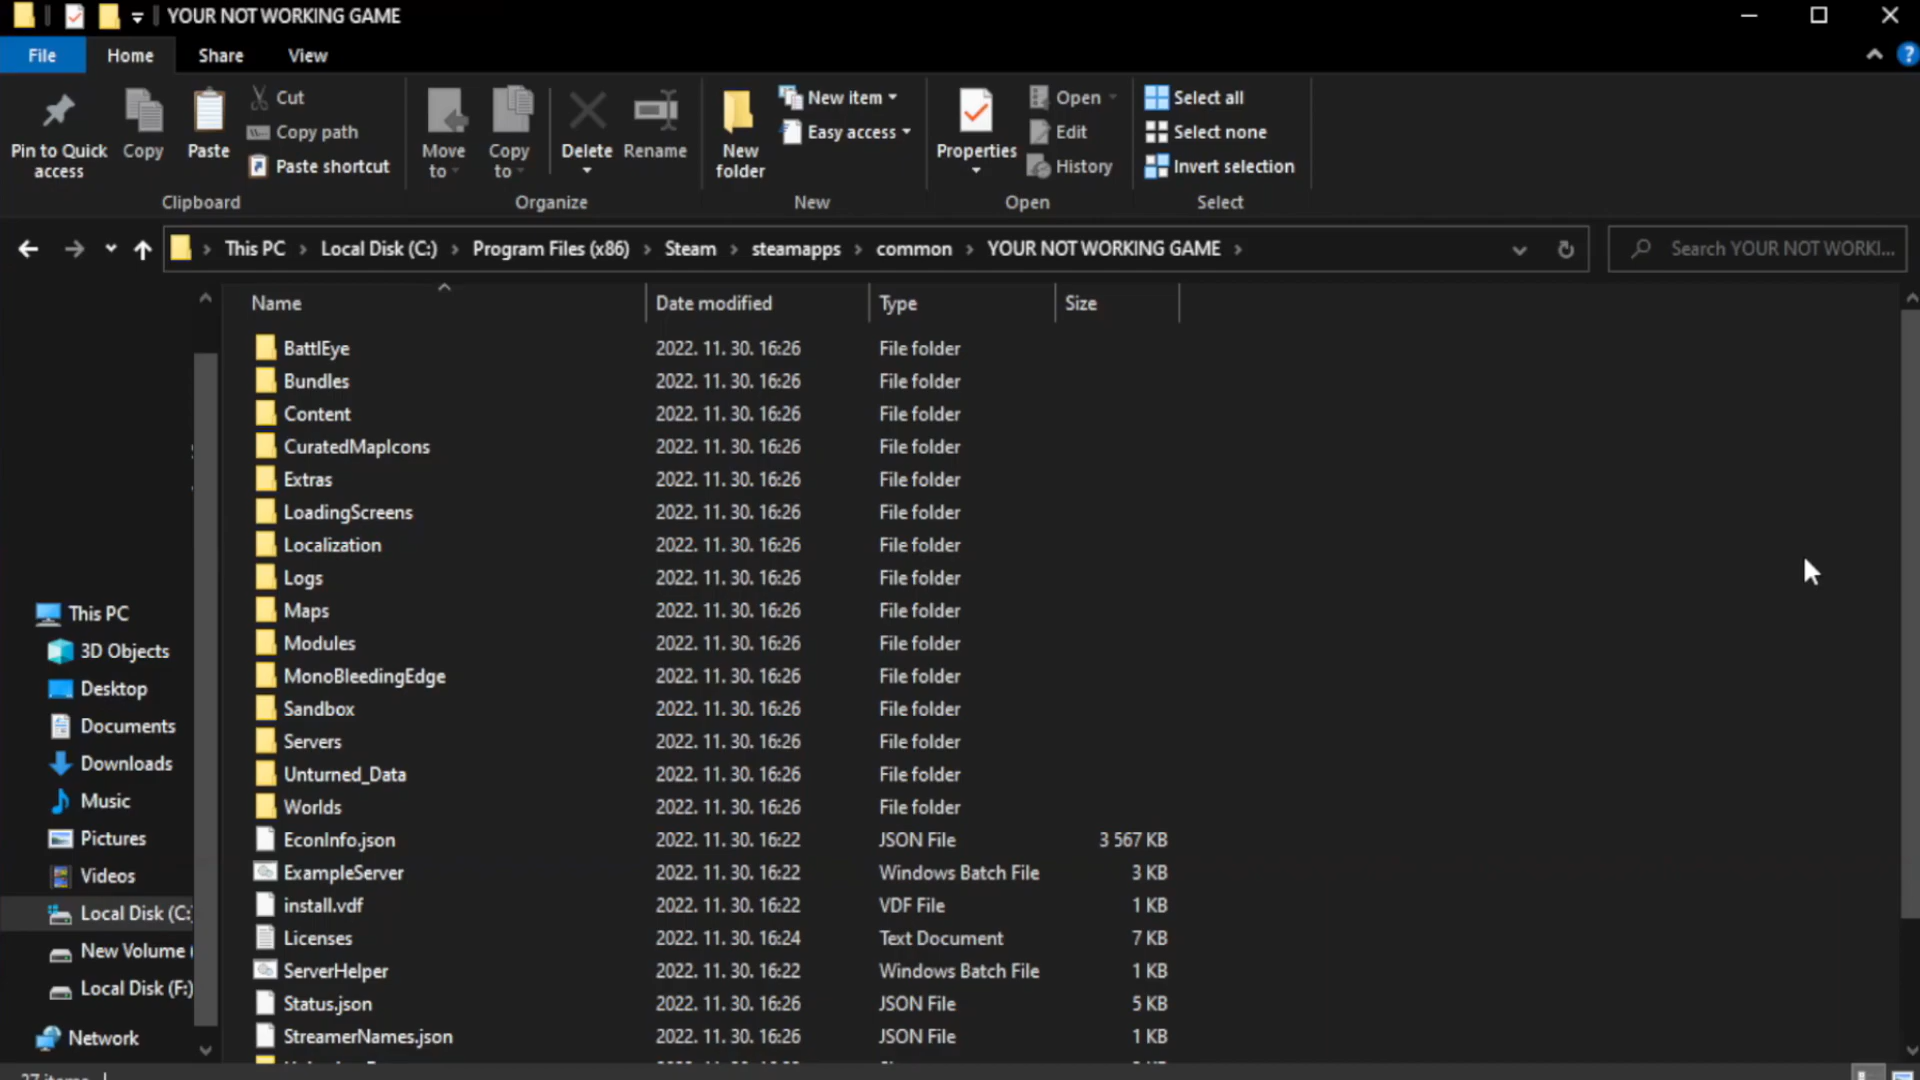 YOUR NOT WORKING GAME
File Home Share View
Pin to Quick access
Copy
Paste
Cut
Copy path
Paste shortcut
Clipboard
Move to
Copy to
Delete
Rename
Organize
New folder
New item
Easy access
New
Properties
Open
Edit
History
Open
Select all
Select none
Invert selection
Select
This PC Local Disk (C:) Program Files (x86) Steam steamapps common YOUR NOT WORKING GAME
Search YOUR NOT WORKI...
This PC
3D Objects
Desktop
Documents
Downloads
Music
Pictures
Videos
Local Disk (C:
New Volume (
Local Disk (F:)
Network
Name Date modified Type Size
BattlEye 2022. 11. 30. 16:26 File folder
Bundles 2022. 11. 30. 16:26 File folder
Content 2022. 11. 30. 16:26 File folder
CuratedMapIcons 2022. 11. 30. 16:26 File folder
Extras 2022. 11. 30. 16:26 File folder
LoadingScreens 2022. 11. 30. 16:26 File folder
Localization 2022. 11. 30. 16:26 File folder
Logs 2022. 11. 30. 16:26 File folder
Maps 2022. 11. 30. 16:26 File folder
Modules 2022. 11. 30. 16:26 File folder
MonoBleedingEdge 2022. 11. 30. 16:26 File folder
Sandbox 2022. 11. 30. 16:26 File folder
Servers 2022. 11. 30. 16:26 File folder
Unturned_Data 2022. 11. 30. 16:26 File folder
Worlds 2022. 11. 30. 16:26 File folder
EconInfo.json 2022. 11. 30. 16:22 JSON File 3 567 KB
ExampleServer 2022. 11. 30. 16:22 Windows Batch File 3 KB
install.vdf 2022. 11. 30. 16:22 VDF File 1 KB
Licenses 2022. 11. 30. 16:24 Text Document 7 KB
ServerHelper 2022. 11. 30. 16:22 Windows Batch File 1 KB
Status.json 2022. 11. 30. 16:26 JSON File 5 KB
StreamerNames.json 2022. 11. 30. 16:26 JSON File 1 KB
27 items